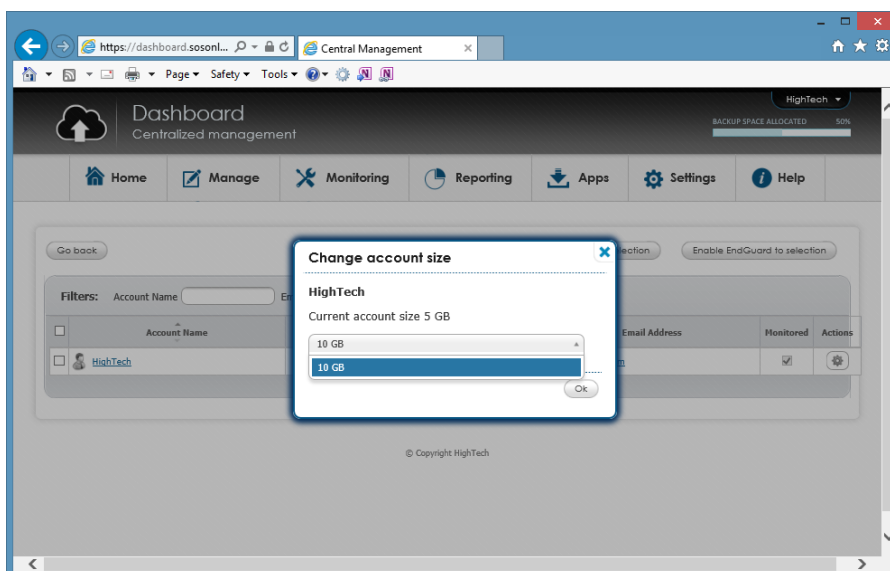 https://dashboard.sosonl...
Central Management
Page Safety Tools
Dashboard
Centralized management
HighTech
BACKUP SPACE ALLOCATED 50%
Home Manage Monitoring Reporting Apps Settings Help
Go back
Enable EndGuard to selection
Change account size
HighTech
Current account size 5 GB
10 GB
10 GB
Ok
Filters: Account Name
Account Name Email Address Monitored Actions
HighTech
© Copyright HighTech